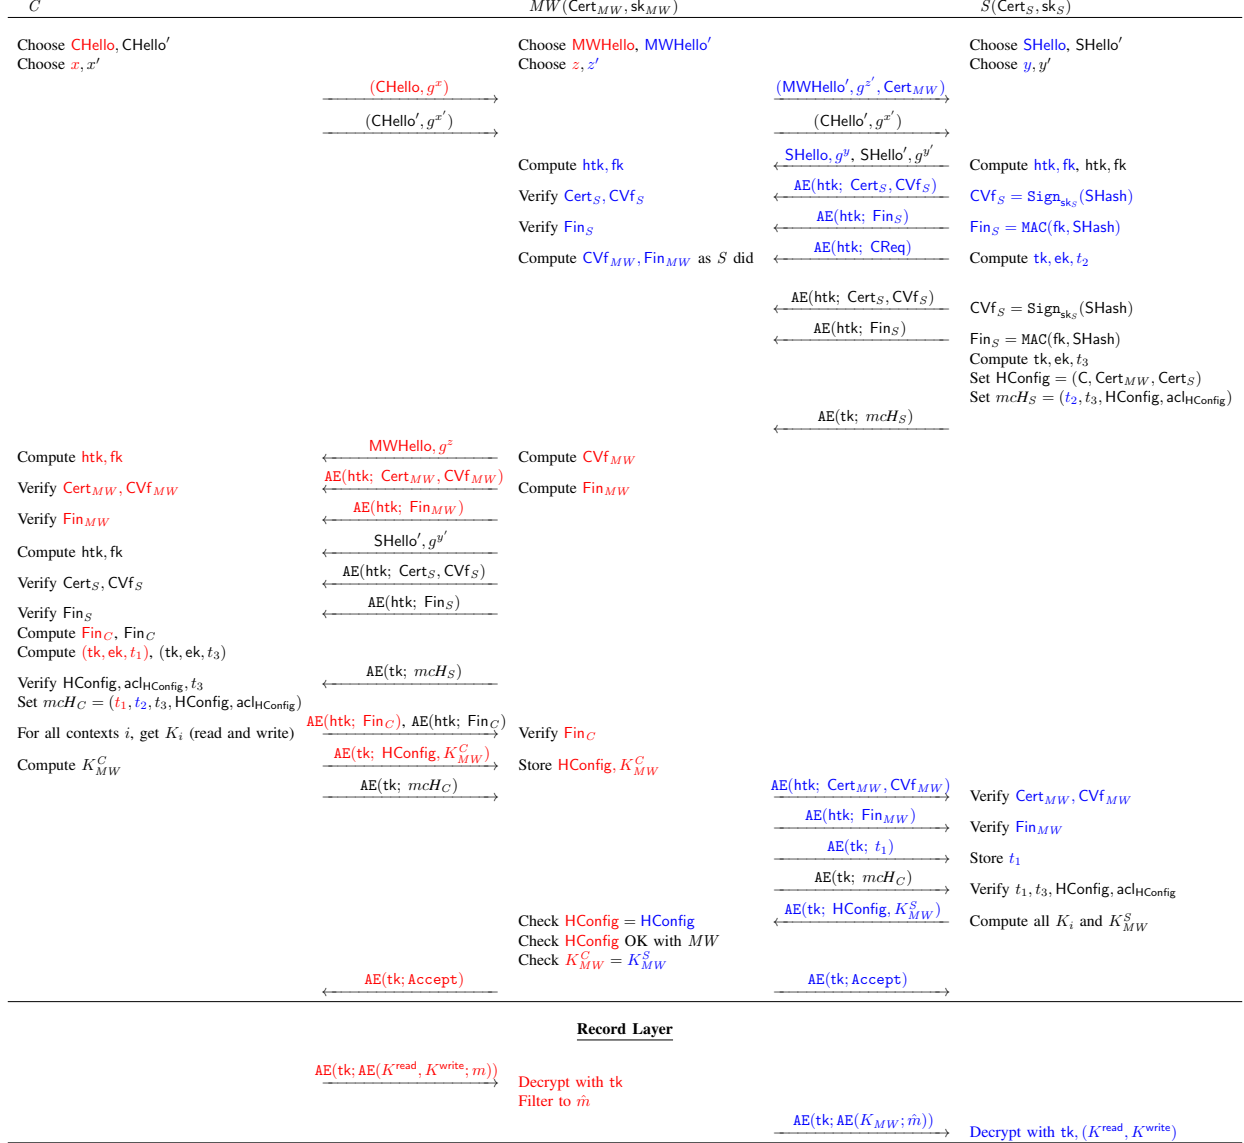 C MW(Cert_MW, sk_MW) S(Cert_S, sk_S)
Choose CHello, CHello′ Choose MWHello, MWHello′ Choose SHello, SHello′
Choose x, x′ Choose z, z′ Choose y, y′
(CHello, g^x) (MWHello′, g^z′, Cert_MW)
(CHello′, g^x′) (CHello′, g^x′)
SHello, g^y, SHello′, g^y′
Compute htk, fk Compute htk, fk, htk, fk
AE(htk; Cert_S, CVf_S)
Verify Cert_S, CVf_S CVf_S = Sign_sk_S(SHash)
AE(htk; Fin_S)
Verify Fin_S Fin_S = MAC(fk, SHash)
AE(htk; CReq)
Compute CVf_MW, Fin_MW as S did Compute tk, ek, t_2
AE(htk; Cert_S, CVf_S)
CVf_S = Sign_sk_S(SHash)
AE(htk; Fin_S)
Fin_S = MAC(fk, SHash)
Compute tk, ek, t_3
Set HConfig = (C, Cert_MW, Cert_S)
Set mcH_S = (t_2, t_3, HConfig, acl_HConfig)
AE(tk; mcH_S)
MWHello, g^z
Compute htk, fk Compute CVf_MW
AE(htk; Cert_MW, CVf_MW)
Verify Cert_MW, CVf_MW Compute Fin_MW
AE(htk; Fin_MW)
Verify Fin_MW
SHello′, g^y′
Compute htk, fk
AE(htk; Cert_S, CVf_S)
Verify Cert_S, CVf_S
AE(htk; Fin_S)
Verify Fin_S
Compute Fin_C, Fin_C
Compute (tk, ek, t_1), (tk, ek, t_3)
AE(tk; mcH_S)
Verify HConfig, acl_HConfig, t_3
Set mcH_C = (t_1, t_2, t_3, HConfig, acl_HConfig)
AE(htk; Fin_C), AE(htk; Fin_C)
For all contexts i, get K_i (read and write) Verify Fin_C
AE(tk; HConfig, K^C_MW)
Compute K^C_MW Store HConfig, K^C_MW
AE(tk; mcH_C) AE(htk; Cert_MW, CVf_MW)
Verify Cert_MW, CVf_MW
AE(htk; Fin_MW)
Verify Fin_MW
AE(tk; t_1)
Store t_1
AE(tk; mcH_C)
Verify t_1, t_3, HConfig, acl_HConfig
AE(tk; HConfig, K^S_MW)
Check HConfig = HConfig Compute all K_i and K^S_MW
Check HConfig OK with MW
Check K^C_MW = K^S_MW
AE(tk; Accept) AE(tk; Accept)
Record Layer
AE(tk; AE(K^read, K^write; m))
Decrypt with tk
Filter to m̂
AE(tk; AE(K_MW; m̂))
Decrypt with tk, (K^read, K^write)